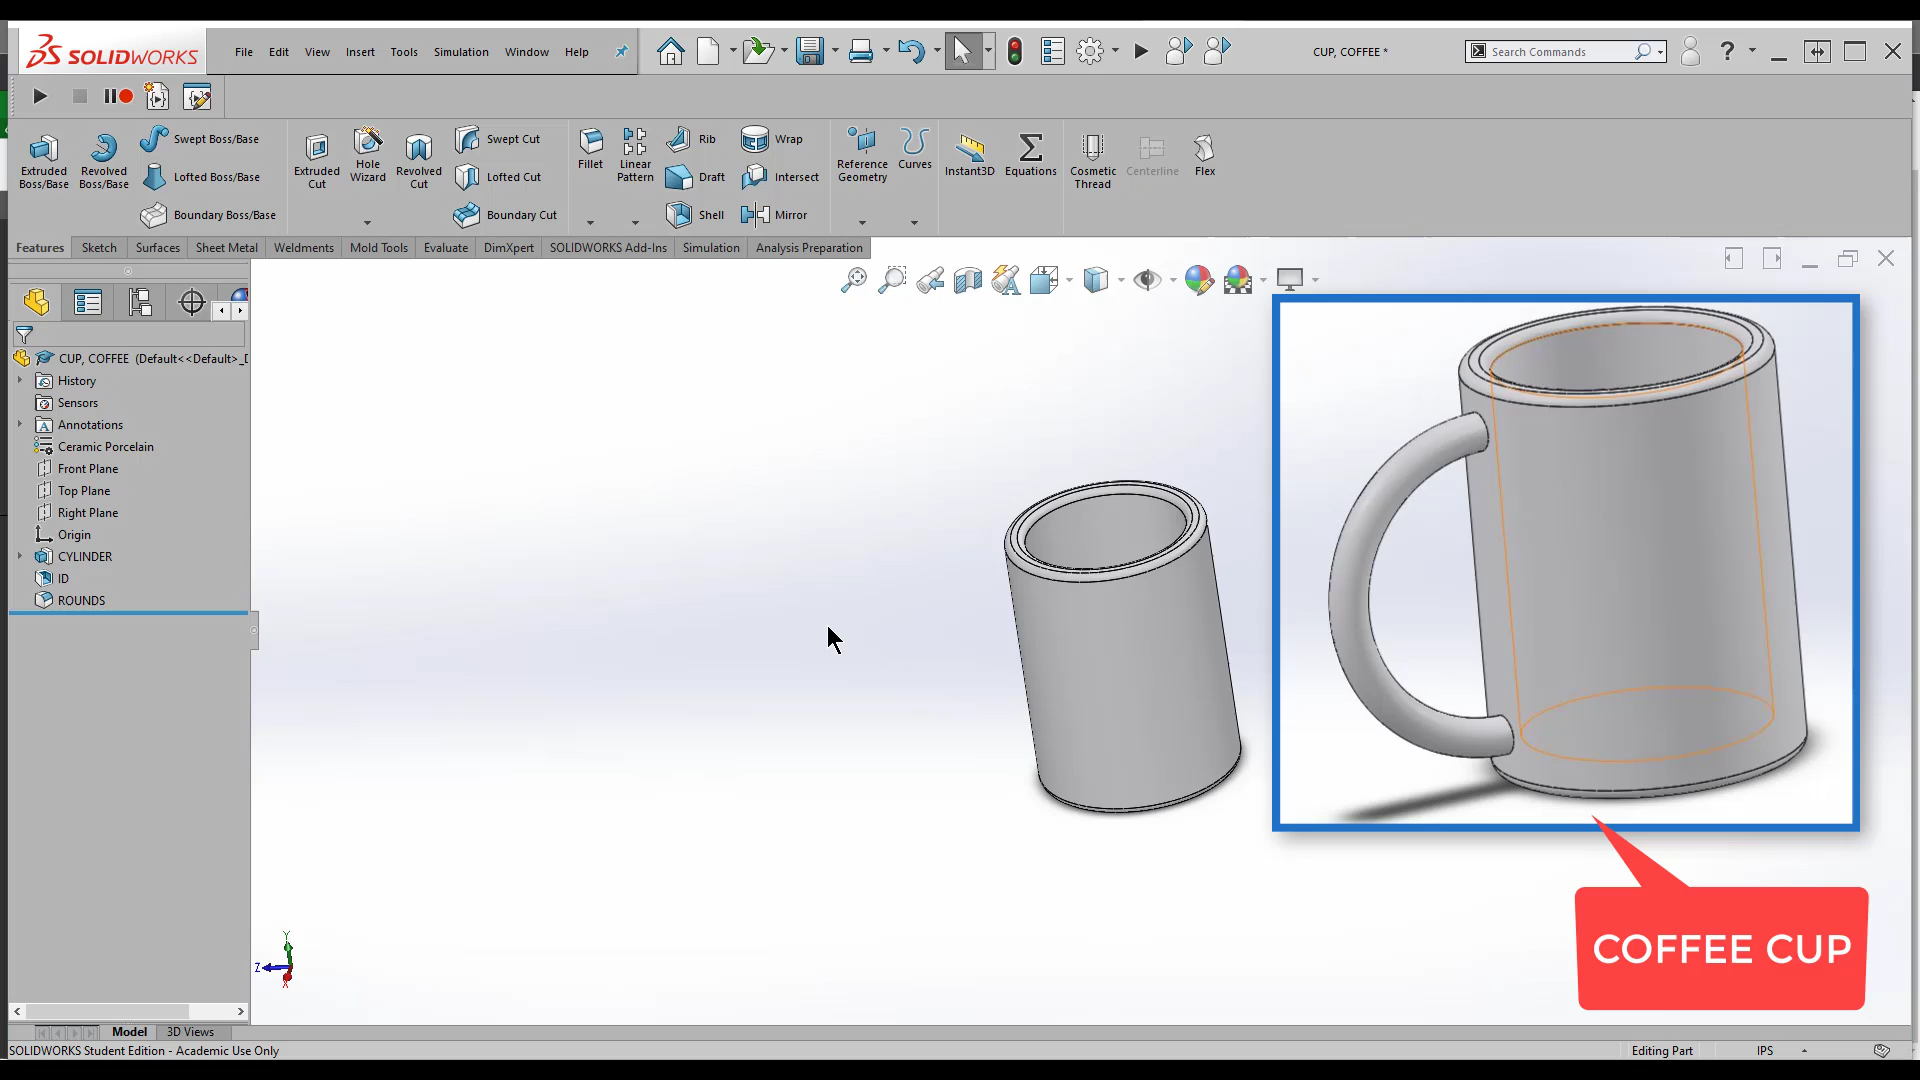 SOLIDWORKS File Edit View Insert Tools Simulation Window Help CUP, COFFEE * Search Commands ?
Extruded Boss/Base
Revolved Boss/Base
Swept Boss/Base
Lofted Boss/Base
Boundary Boss/Base
Extruded Cut
Hole Wizard
Revolved Cut
Swept Cut
Lofted Cut
Boundary Cut
Fillet
Linear Pattern
Rib
Draft
Shell
Wrap
Intersect
Mirror
Reference Geometry
Curves
Instant3D
Equations
Cosmetic Thread
Centerline
Flex
Features Sketch Surfaces Sheet Metal Weldments Mold Tools Evaluate DimXpert SOLIDWORKS Add-Ins Simulation Analysis Preparation
CUP, COFFEE (Default<<Default>_D
History
Sensors
Annotations
Ceramic Porcelain
Front Plane
Top Plane
Right Plane
Origin
CYLINDER
ID
ROUNDS
Y
Z
X
COFFEE CUP
Model 3D Views
SOLIDWORKS Student Edition - Academic Use Only Editing Part IPS